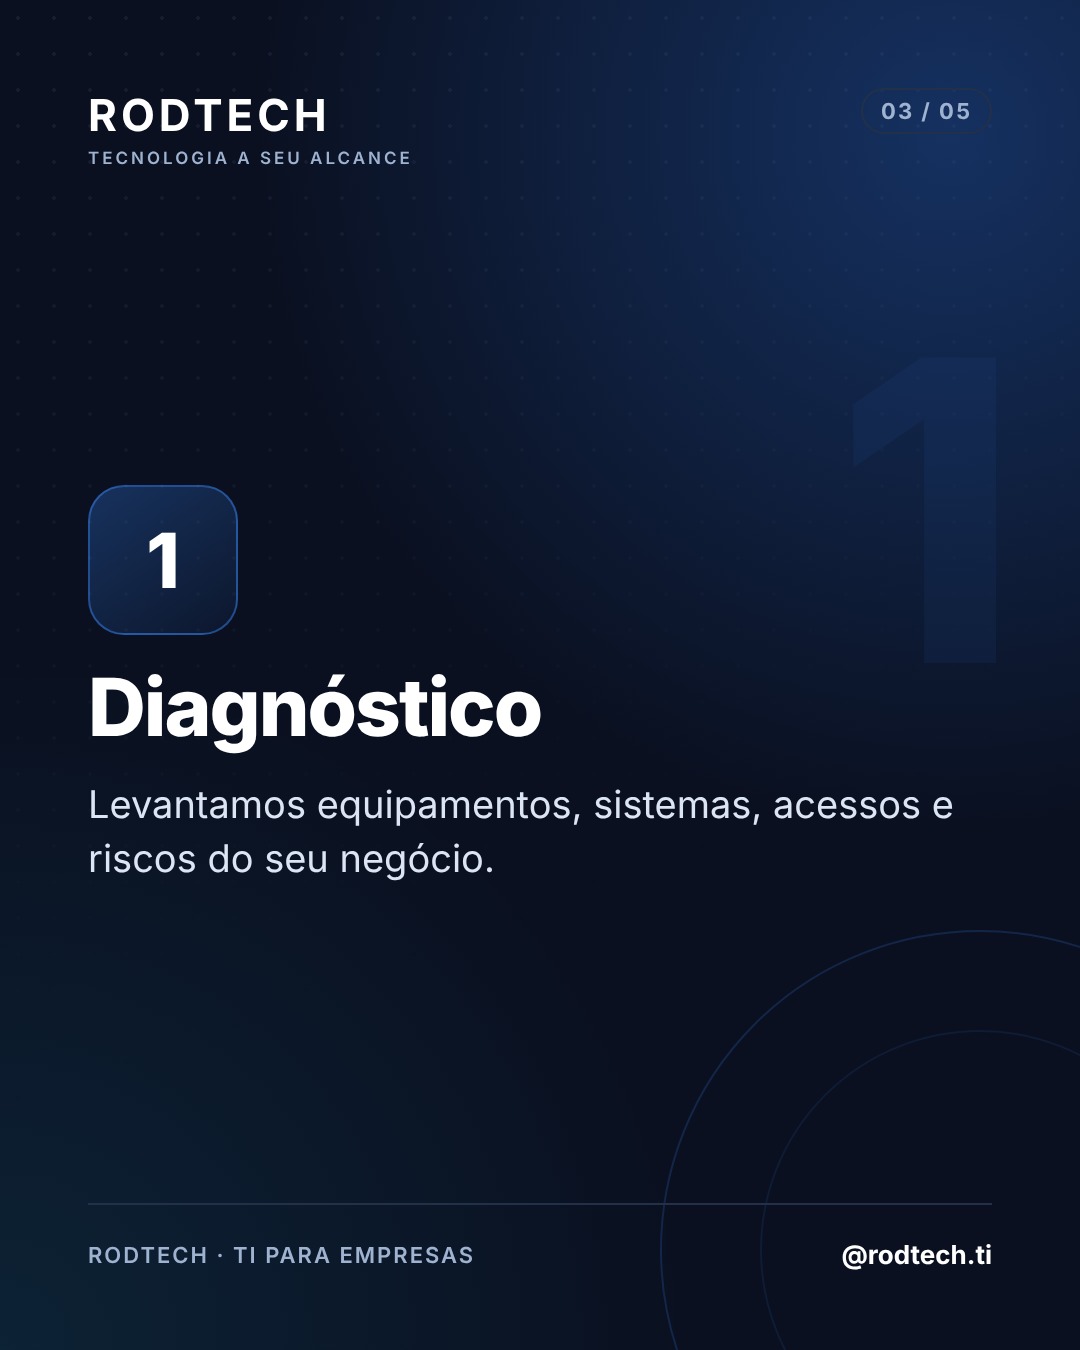 RODTECH
TECNOLOGIA A SEU ALCANCE
03 / 05
1
1
Diagnóstico
Levantamos equipamentos, sistemas, acessos e
riscos do seu negócio.
RODTECH · TI PARA EMPRESAS
@rodtech.ti